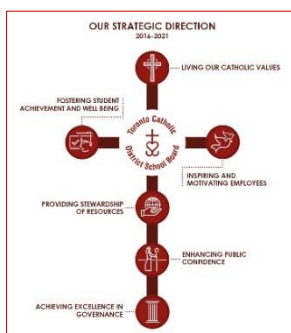 OUR STRATEGIC DIRECTION
2016-2021
LIVING OUR CATHOLIC VALUES
FOSTERING STUDENT
ACHIEVEMENT AND WELL BEING
Toronto Catholic
District School Board
INSPIRING AND
MOTIVATING EMPLOYEES
PROVIDING STEWARDSHIP
OF RESOURCES
ENHANCING PUBLIC
CONFIDENCE
ACHIEVING EXCELLENCE IN
GOVERNANCE